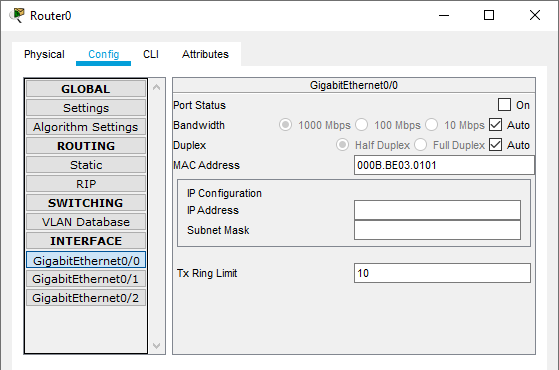 Router0
Physical Config CLI Attributes
GLOBAL
Settings
Algorithm Settings
ROUTING
Static
RIP
SWITCHING
VLAN Database
INTERFACE
GigabitEthernet0/0
GigabitEthernet0/1
GigabitEthernet0/2
GigabitEthernet0/0
Port Status On
Bandwidth 1000 Mbps 100 Mbps 10 Mbps Auto
Duplex Half Duplex Full Duplex Auto
MAC Address 000B.BE03.0101
IP Configuration
IP Address
Subnet Mask
Tx Ring Limit 10